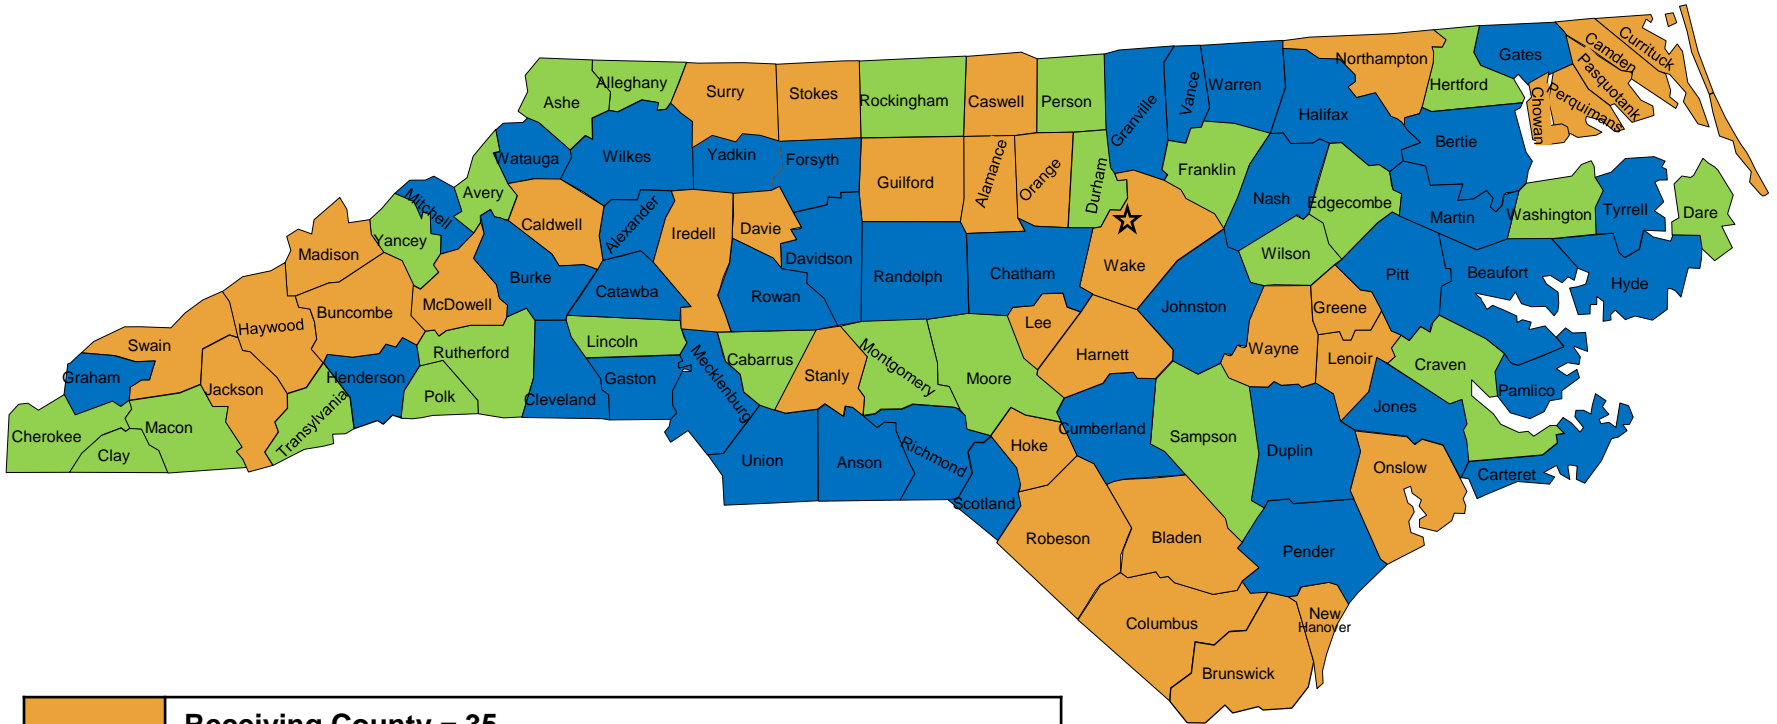 Ashe
Alleghany
Surry
Stokes
Rockingham
Caswell
Person
Granville
Vance
Warren
Northampton
Hertford
Gates
Currituck
Camden
Pasquotank
Perquimans
Chowan
Halifax
Bertie
Watauga
Wilkes
Yadkin
Forsyth
Guilford
Alamance
Orange
Durham
Franklin
Nash
Edgecombe
Martin
Washington
Tyrrell
Dare
Mitchell
Avery
Caldwell
Alexander
Iredell
Davie
Davidson
Randolph
Chatham
Wake
Wilson
Pitt
Beaufort
Hyde
Madison
Yancey
McDowell
Burke
Catawba
Rowan
Johnston
Greene
Swain
Haywood
Buncombe
Rutherford
Lincoln
Cabarrus
Stanly
Montgomery
Moore
Lee
Harnett
Wayne
Lenoir
Craven
Pamlico
Graham
Jackson
Henderson
Polk
Cleveland
Gaston
Mecklenburg
Jones
Cherokee
Macon
Clay
Transylvania
Union
Anson
Richmond
Scotland
Hoke
Cumberland
Sampson
Duplin
Onslow
Carteret
Robeson
Bladen
Pender
Columbus
Brunswick
New
Hanover
Receiving County = 35